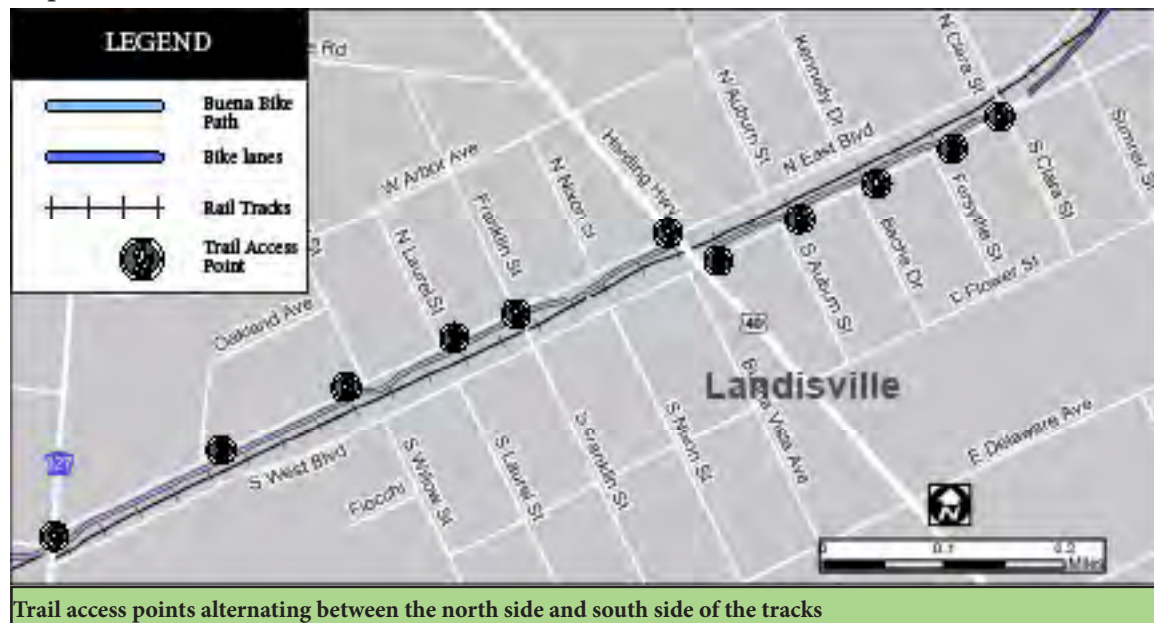 LEGEND
Buena Bike
Path
Bike lanes
Rail Tracks
Trail Access
Point
Rd
W Arbor Ave
N Nixon St
Franklin St
N Laurel St
Oakland Ave
St
Harding Hwy
N Auburn St
Kennedy Dr
N East Blvd
N Clara St
Sumner St
S Clara St
Forsythe St
Bache Dr
S Auburn St
E Flower St
40
Landisville
Vista Ave
E Delaware Ave
S Nixon St
S Franklin St
S Laurel St
S Willow St
Fiocchi
S West Blvd
127
N
0 0.1 0.2
Miles
Trail access points alternating between the north side and south side of the tracks